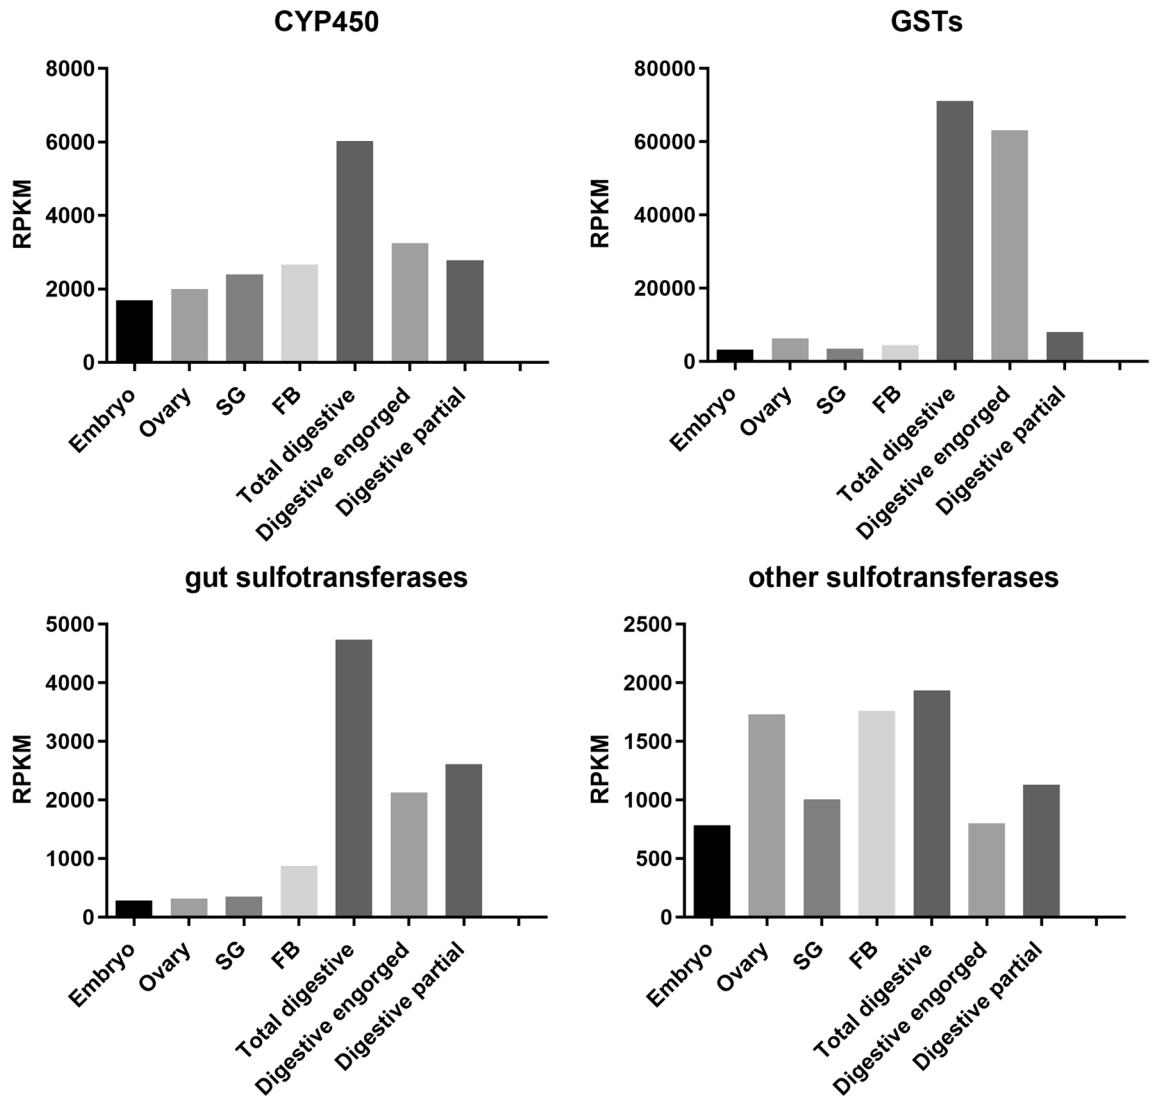 CYP450
8000
6000
4000
2000
0
RPKM
Embryo
Ovary
SG
FB
Total digestive
Digestive engorged
Digestive partial
GSTs
80000
60000
40000
20000
0
RPKM
Embryo
Ovary
SG
FB
Total digestive
Digestive engorged
Digestive partial
gut sulfotransferases
5000
4000
3000
2000
1000
0
RPKM
Embryo
Ovary
SG
FB
Total digestive
Digestive engorged
Digestive partial
other sulfotransferases
2500
2000
1500
1000
500
0
RPKM
Embryo
Ovary
SG
FB
Total digestive
Digestive engorged
Digestive partial